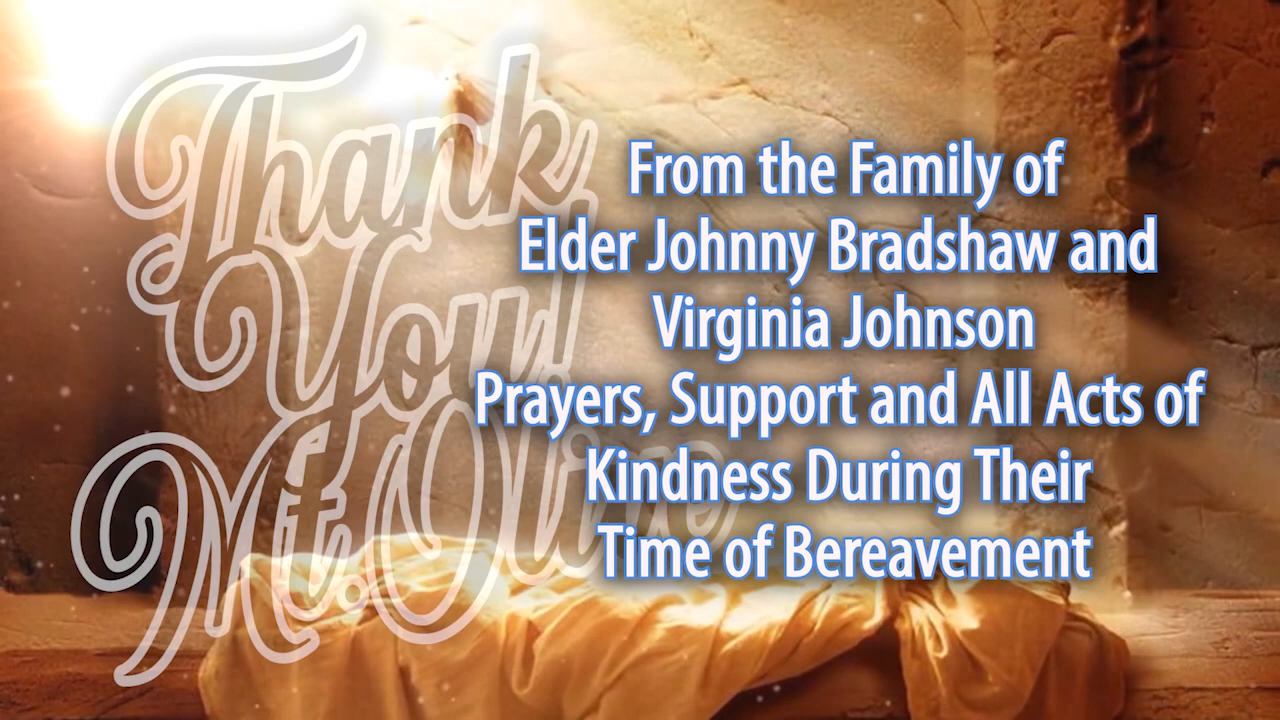 Thank
You!
Mt. Olive
From the Family of
Elder Johnny Bradshaw and
Virginia Johnson
Prayers, Support and All Acts of
Kindness During Their
Time of Bereavement